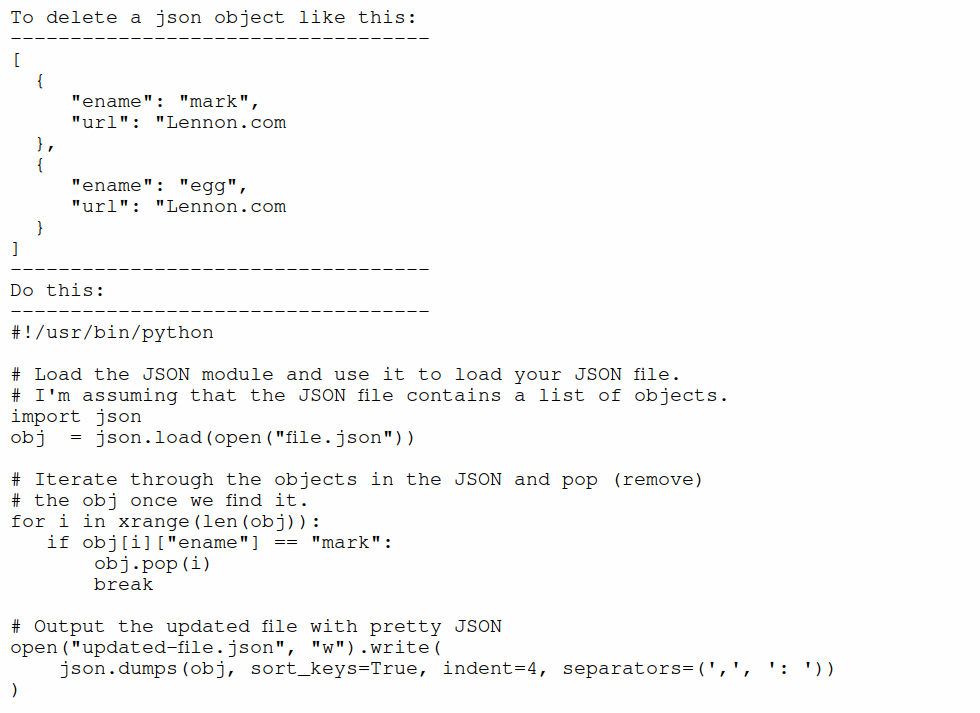 To delete a json object like this:
-----------------------------------
[
  {
     "ename": "mark",
     "url": "Lennon.com
  },
  {
     "ename": "egg",
     "url": "Lennon.com
  }
]
-----------------------------------
Do this:
-----------------------------------
#!/usr/bin/python

# Load the JSON module and use it to load your JSON file.
# I'm assuming that the JSON file contains a list of objects.
import json
obj  = json.load(open("file.json"))

# Iterate through the objects in the JSON and pop (remove)
# the obj once we find it.
for i in xrange(len(obj)):
   if obj[i]["ename"] == "mark":
       obj.pop(i)
       break

# Output the updated file with pretty JSON
open("updated-file.json", "w").write(
    json.dumps(obj, sort_keys=True, indent=4, separators=(',', ': '))
)